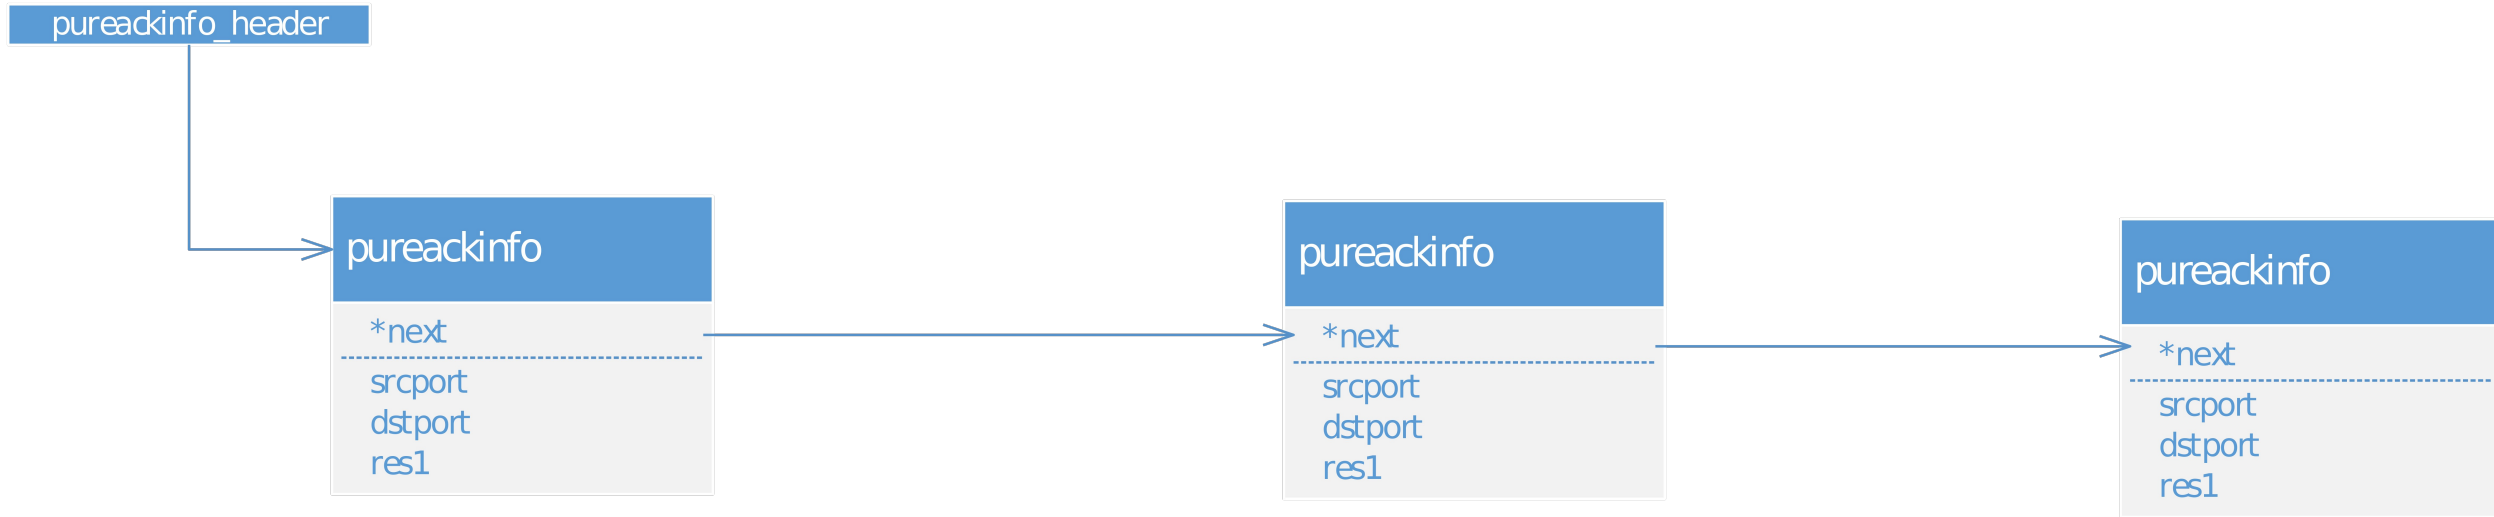 pureackinfo_header
pureackinfo
*next
srcport
dstport
res1
pureackinfo
*next
srcport
dstport
res1
pureackinfo
*next
srcport
dstport
res1